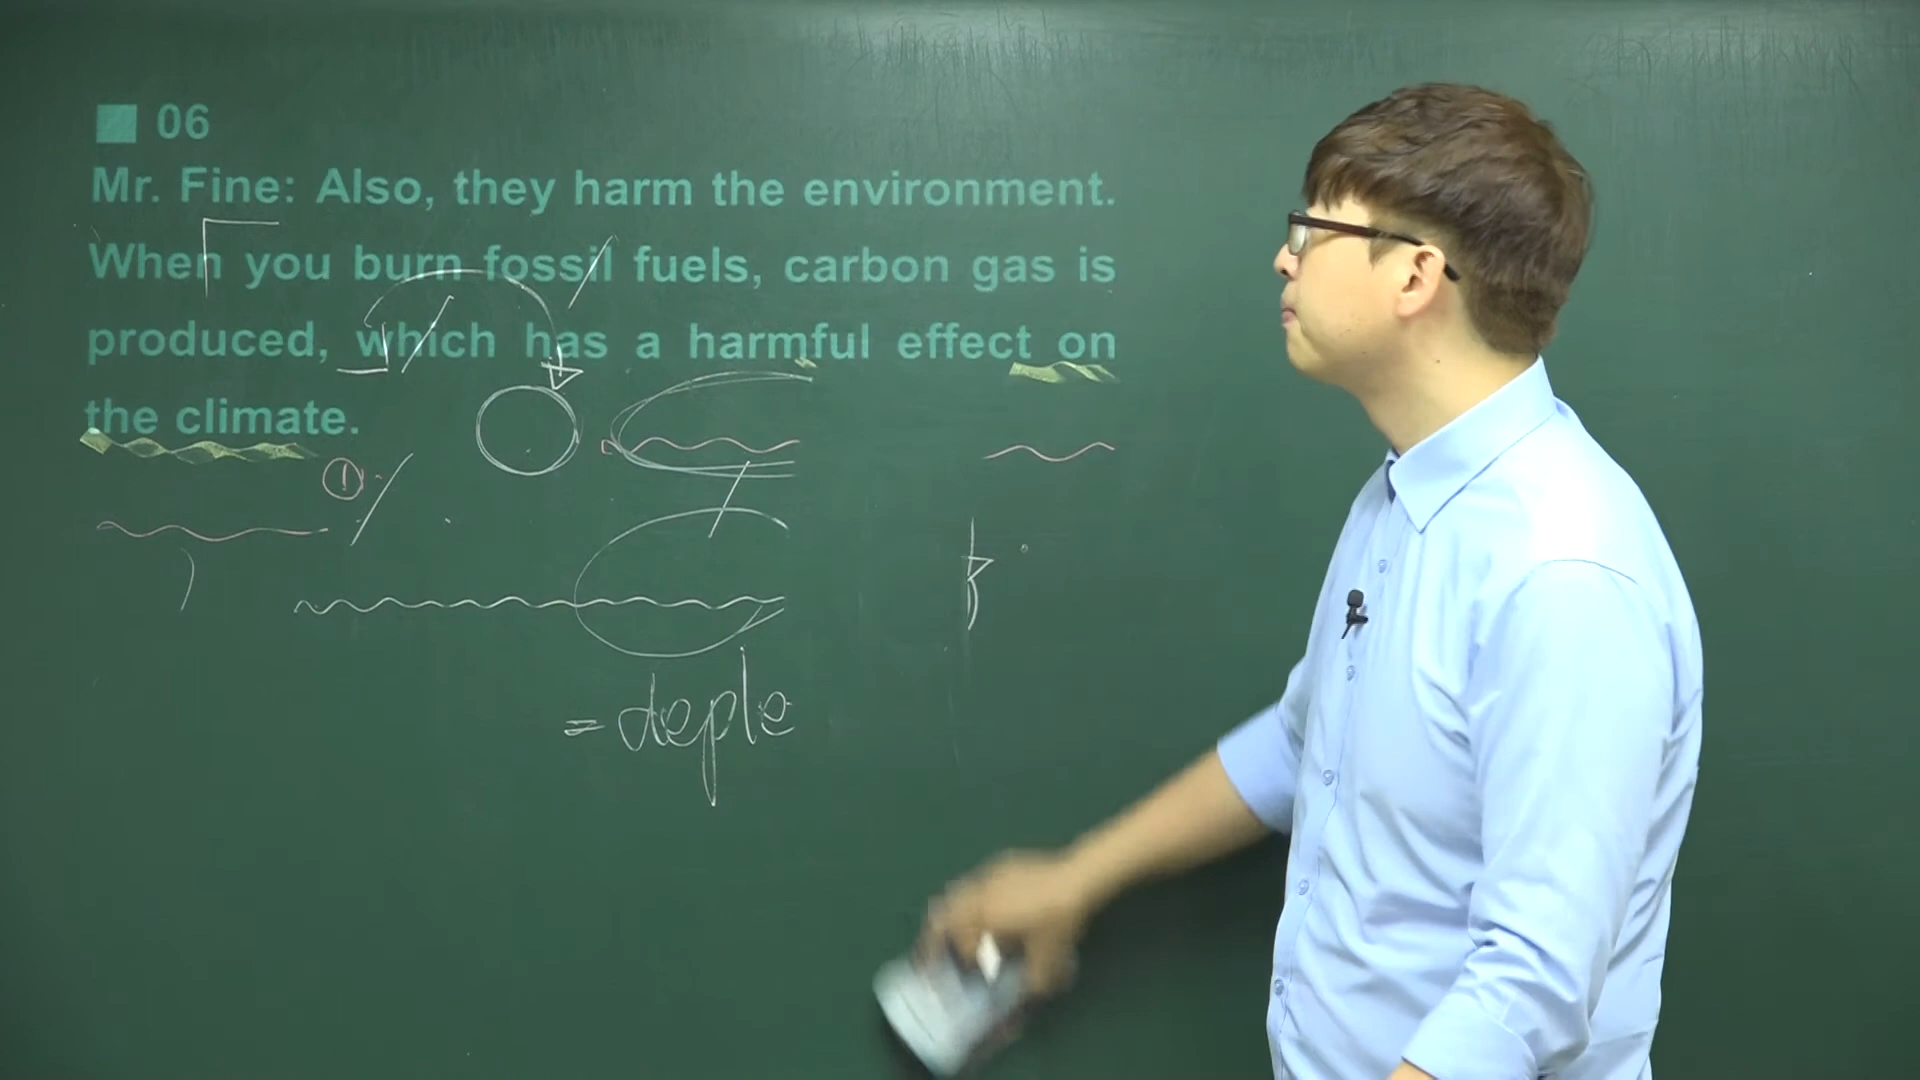 ■ 06
Mr. Fine: Also, they harm the environment.
When you burn fossil fuels, carbon gas is
produced, which has a harmful effect on
the climate.
①
= deple